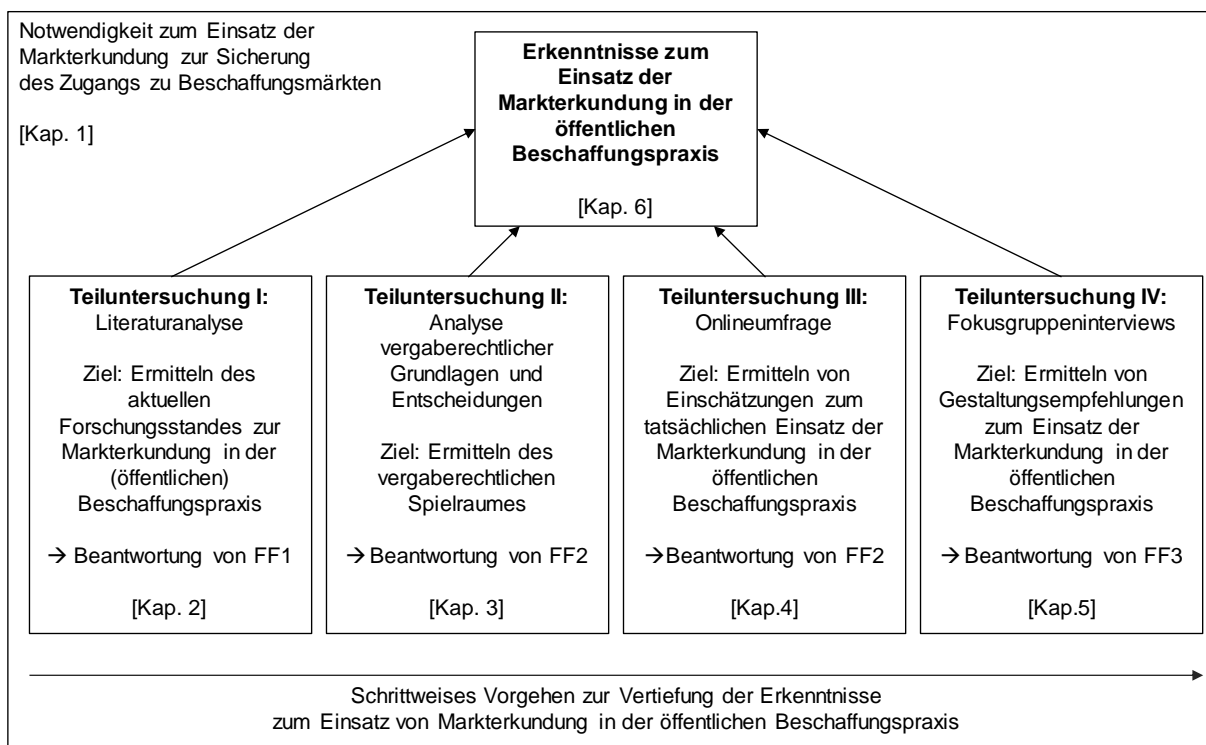 Notwendigkeit zum Einsatz der
Markterkundung zur Sicherung
des Zugangs zu Beschaffungsmärkten
[Kap. 1]
Erkenntnisse zum
Einsatz der
Markterkundung in der
öffentlichen
Beschaffungspraxis
[Kap. 6]
Teiluntersuchung I:
Literaturanalyse
Ziel: Ermitteln des
aktuellen
Forschungsstandes zur
Markterkundung in der
(öffentlichen)
Beschaffungspraxis
→ Beantwortung von FF1
[Kap. 2]
Teiluntersuchung II:
Analyse
vergaberechtlicher
Grundlagen und
Entscheidungen
Ziel: Ermitteln des
vergaberechtlichen
Spielraumes
→ Beantwortung von FF2
[Kap. 3]
Teiluntersuchung III:
Onlineumfrage
Ziel: Ermitteln von
Einschätzungen zum
tatsächlichen Einsatz der
Markterkundung in der
öffentlichen
Beschaffungspraxis
→Beantwortung von FF2
[Kap.4]
Teiluntersuchung IV:
Fokusgruppeninterviews
Ziel: Ermitteln von
Gestaltungsempfehlungen
zum Einsatz der
Markterkundung in der
öffentlichen
Beschaffungspraxis
→ Beantwortung von FF3
[Kap.5]
Schrittweises Vorgehen zur Vertiefung der Erkenntnisse
zum Einsatz von Markterkundung in der öffentlichen Beschaffungspraxis